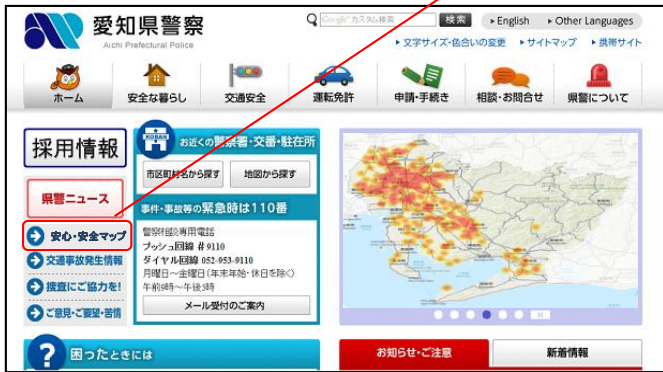 愛知県警察
Aichi Prefectural Police
Google カスタム検索
検索
English
Other Languages
文字サイズ・色合いの変更
サイトマップ
携帯サイト
ホーム
安全な暮らし
交通安全
運転免許
申請・手続き
相談・お問合せ
県警について
採用情報
KOBAN
お近くの警察署・交番・駐在所
市区町村名から探す
地図から探す
県警ニュース
事件・事故等の緊急時は110番
安心・安全マップ
警察相談専用電話
プッシュ回線 #9110
ダイヤル回線 052-953-9110
月曜日～金曜日(年末年始・休日を除く)
午前9時～午後5時
交通事故発生情報
捜査にご協力を!
メール受付のご案内
ご意見・ご要望・苦情
困ったときには
お知らせ・ご注意
新着情報